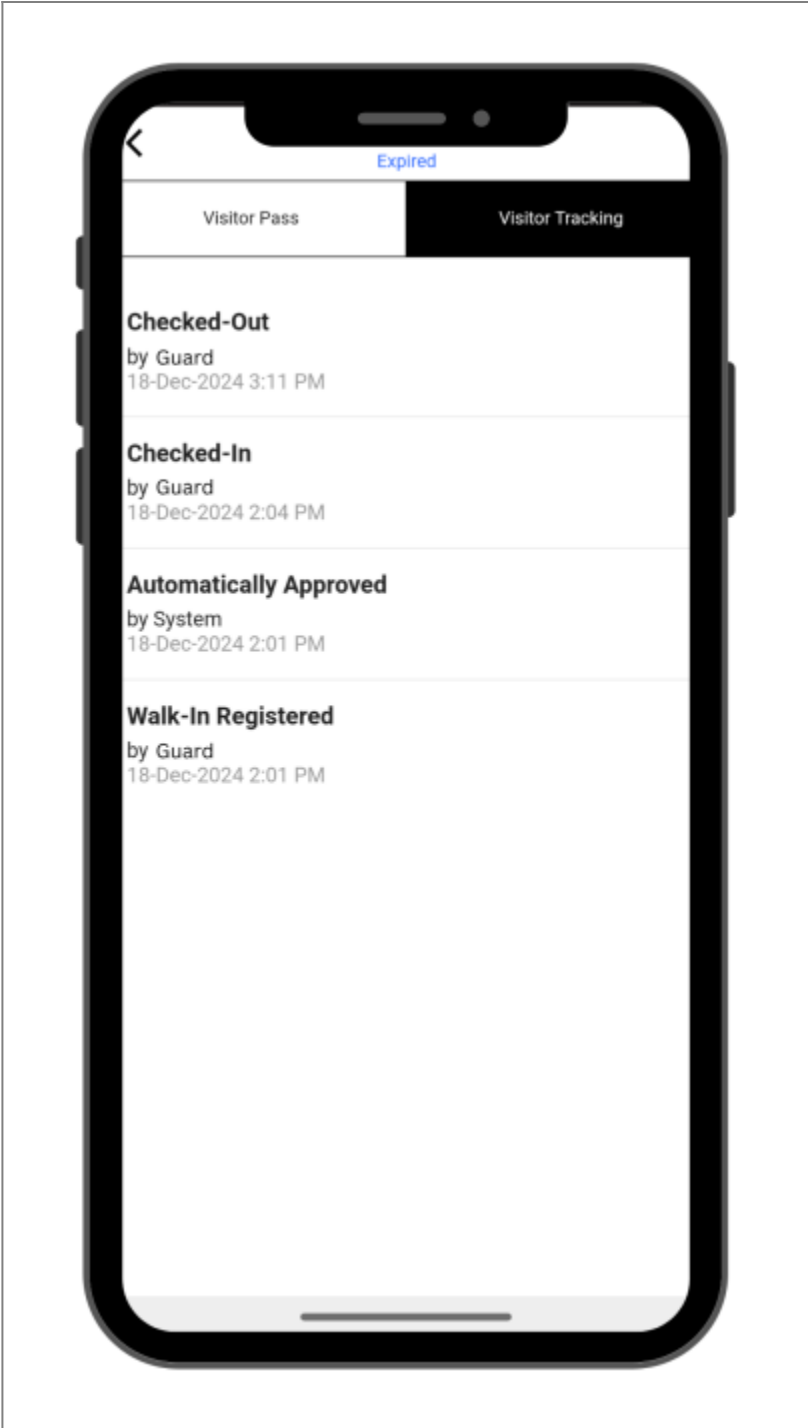 Expired
Visitor Pass
Visitor Tracking
Checked-Out
by Guard
18-Dec-2024 3:11 PM
Checked-In
by Guard
18-Dec-2024 2:04 PM
Automatically Approved
by System
18-Dec-2024 2:01 PM
Walk-In Registered
by Guard
18-Dec-2024 2:01 PM